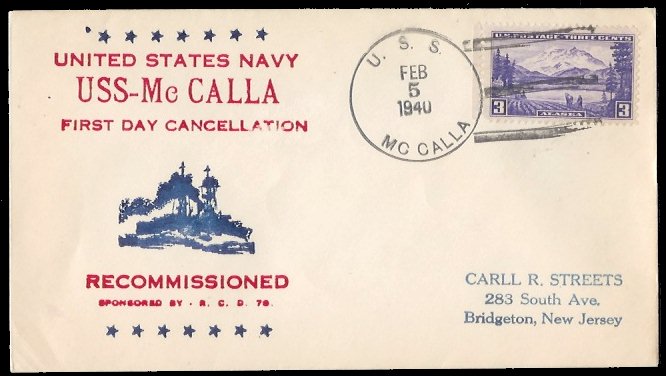 UNITED STATES NAVY
USS-Mc CALLA
FIRST DAY CANCELLATION
RECOMMISSIONED
SPONSORED BY - R. C. D. 78.
U. S. S.
FEB
5
1940
MC CALLA
U.S. POSTAGE THREE CENTS
3 ALASKA 3
CARLL R. STREETS
283 South Ave.
Bridgeton, New Jersey